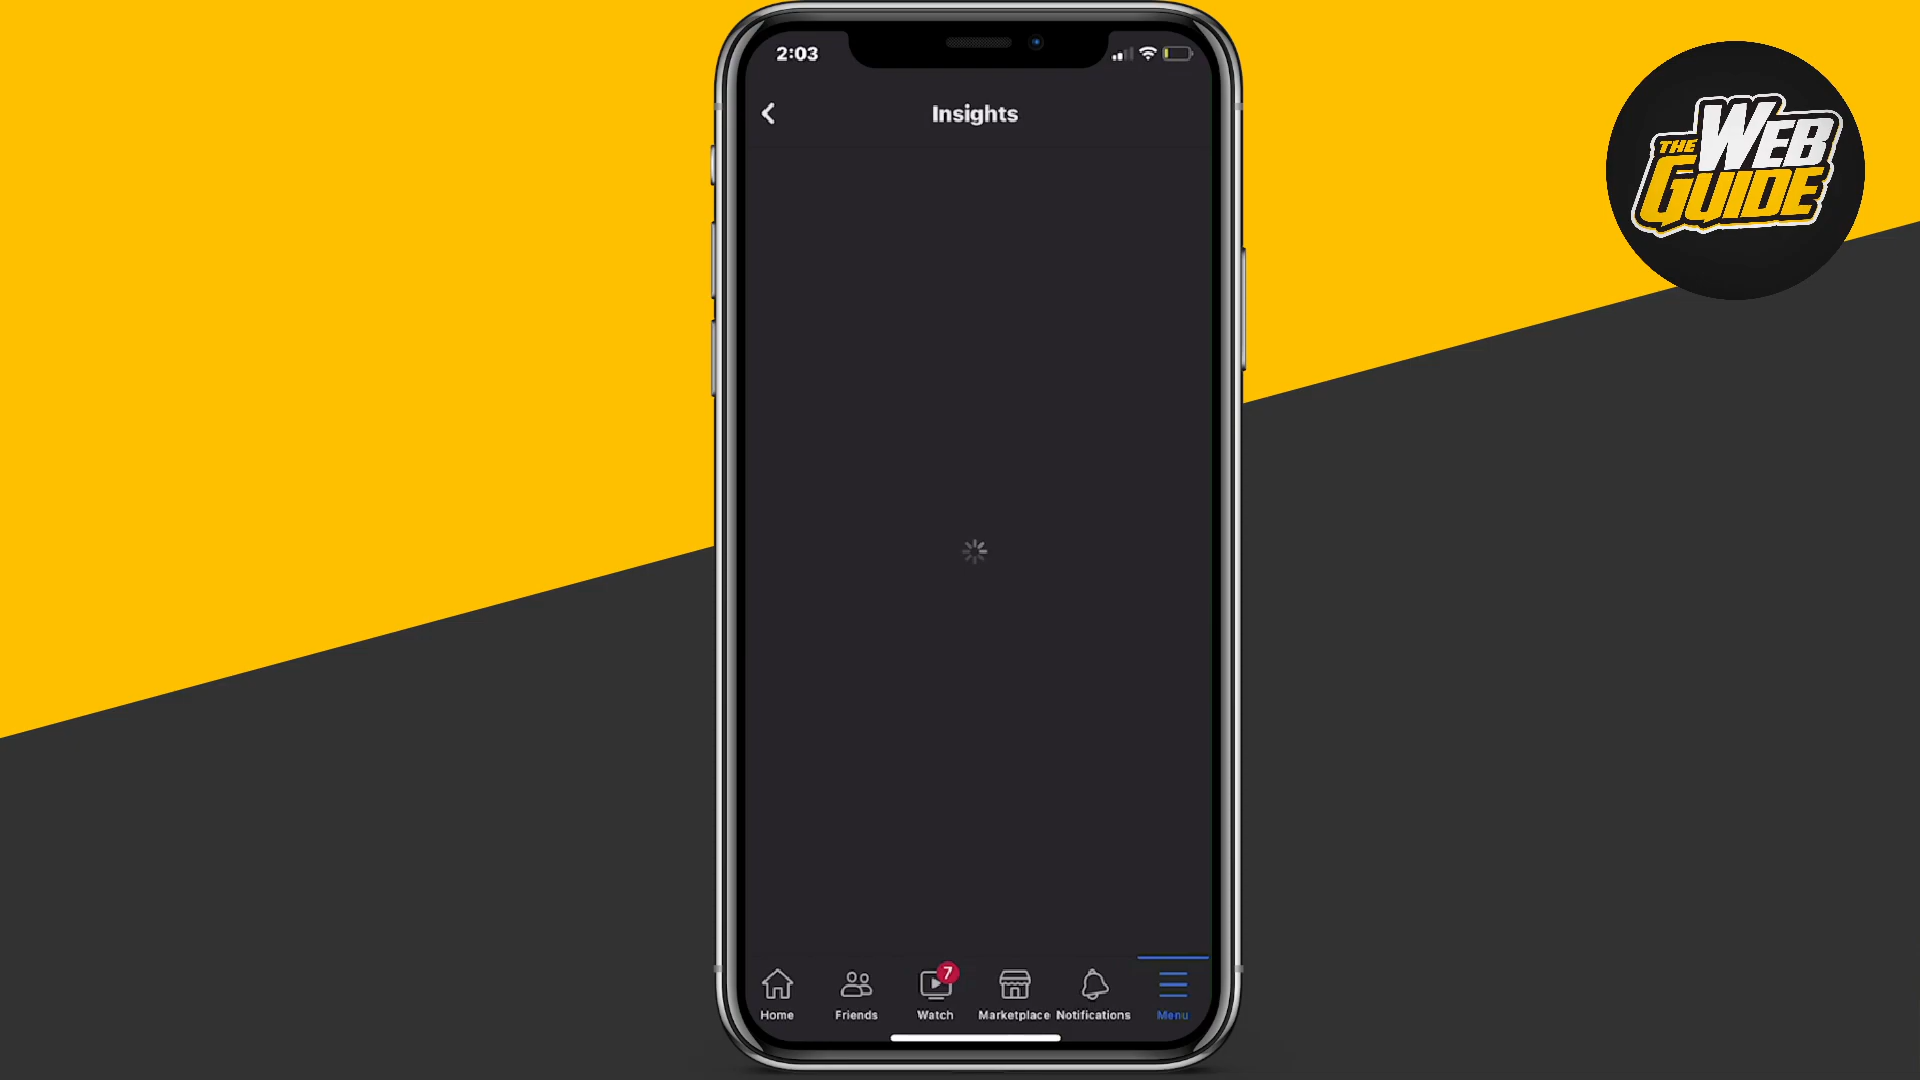 2:03
Insights
THE WEB
GUIDE
7
Home
Friends
Watch
Marketplace
Notifications
Menu